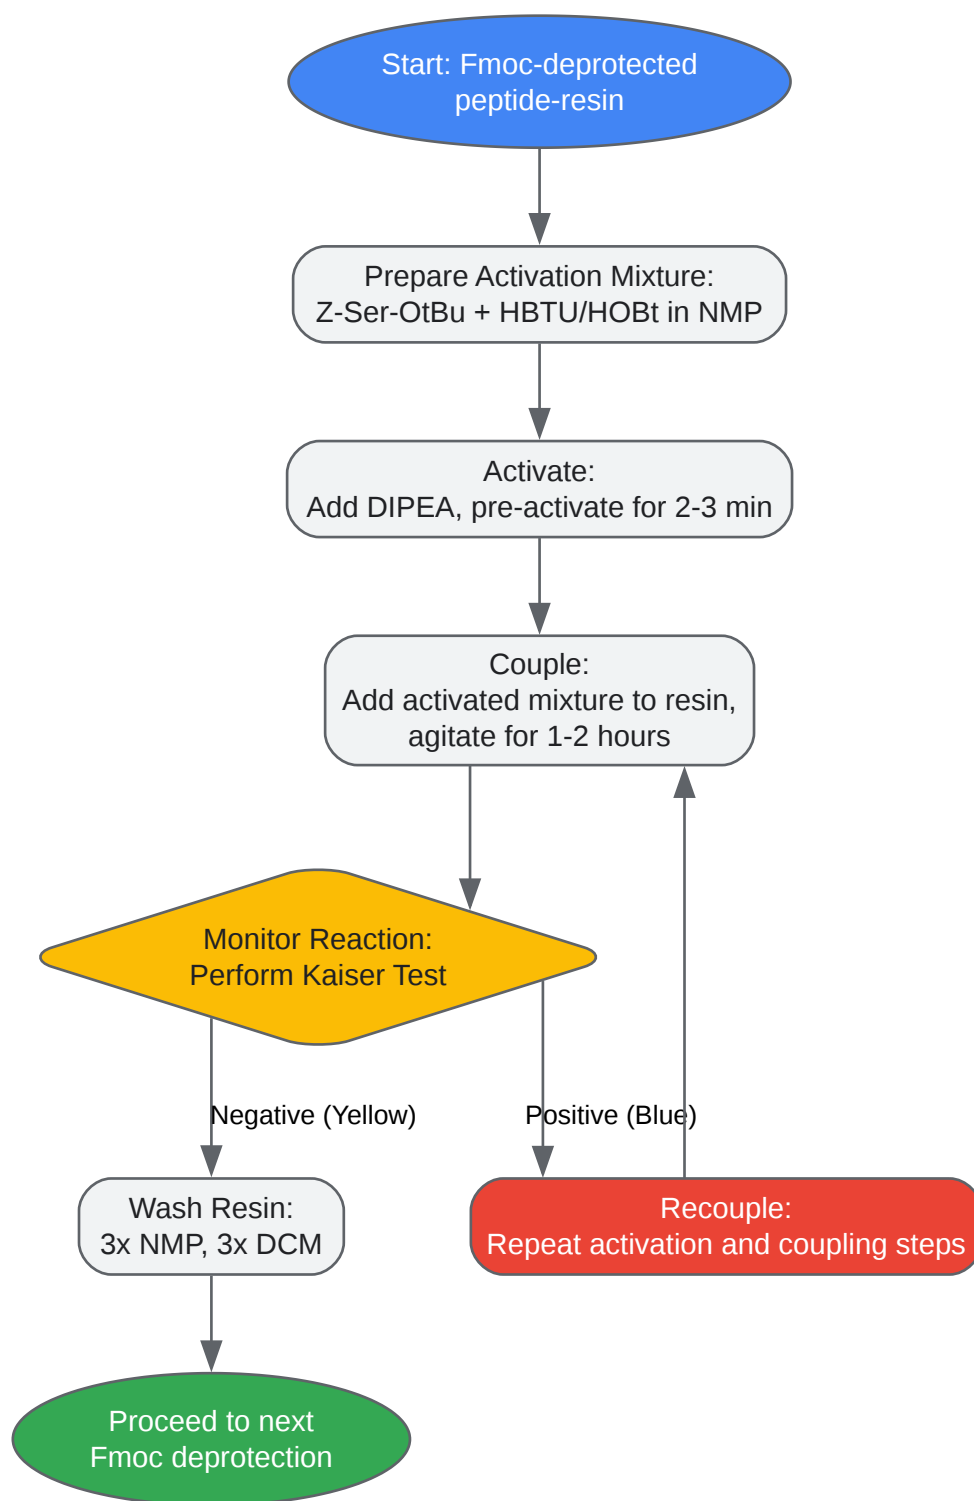 Start: Fmoc-deprotected
peptide-resin
Prepare Activation Mixture:
Z-Ser-OtBu + HBTU/HOBt in NMP
Activate:
Add DIPEA, pre-activate for 2-3 min
Couple:
Add activated mixture to resin,
agitate for 1-2 hours
Monitor Reaction:
Perform Kaiser Test
Negative (Yellow)
Positive (Blue)
Wash Resin:
3x NMP, 3x DCM
Recouple:
Repeat activation and coupling steps
Proceed to next
Fmoc deprotection